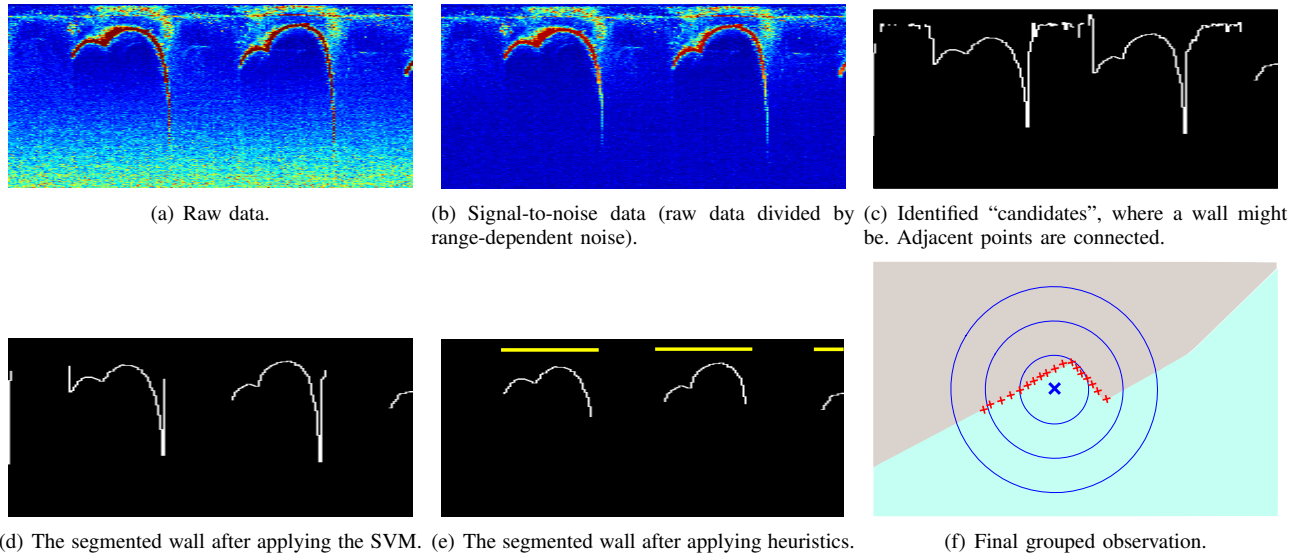 (a) Raw data.
(b) Signal-to-noise data (raw data divided by
range-dependent noise).
(c) Identified “candidates”, where a wall might
be. Adjacent points are connected.
(d) The segmented wall after applying the SVM.
(e) The segmented wall after applying heuristics.
(f) Final grouped observation.